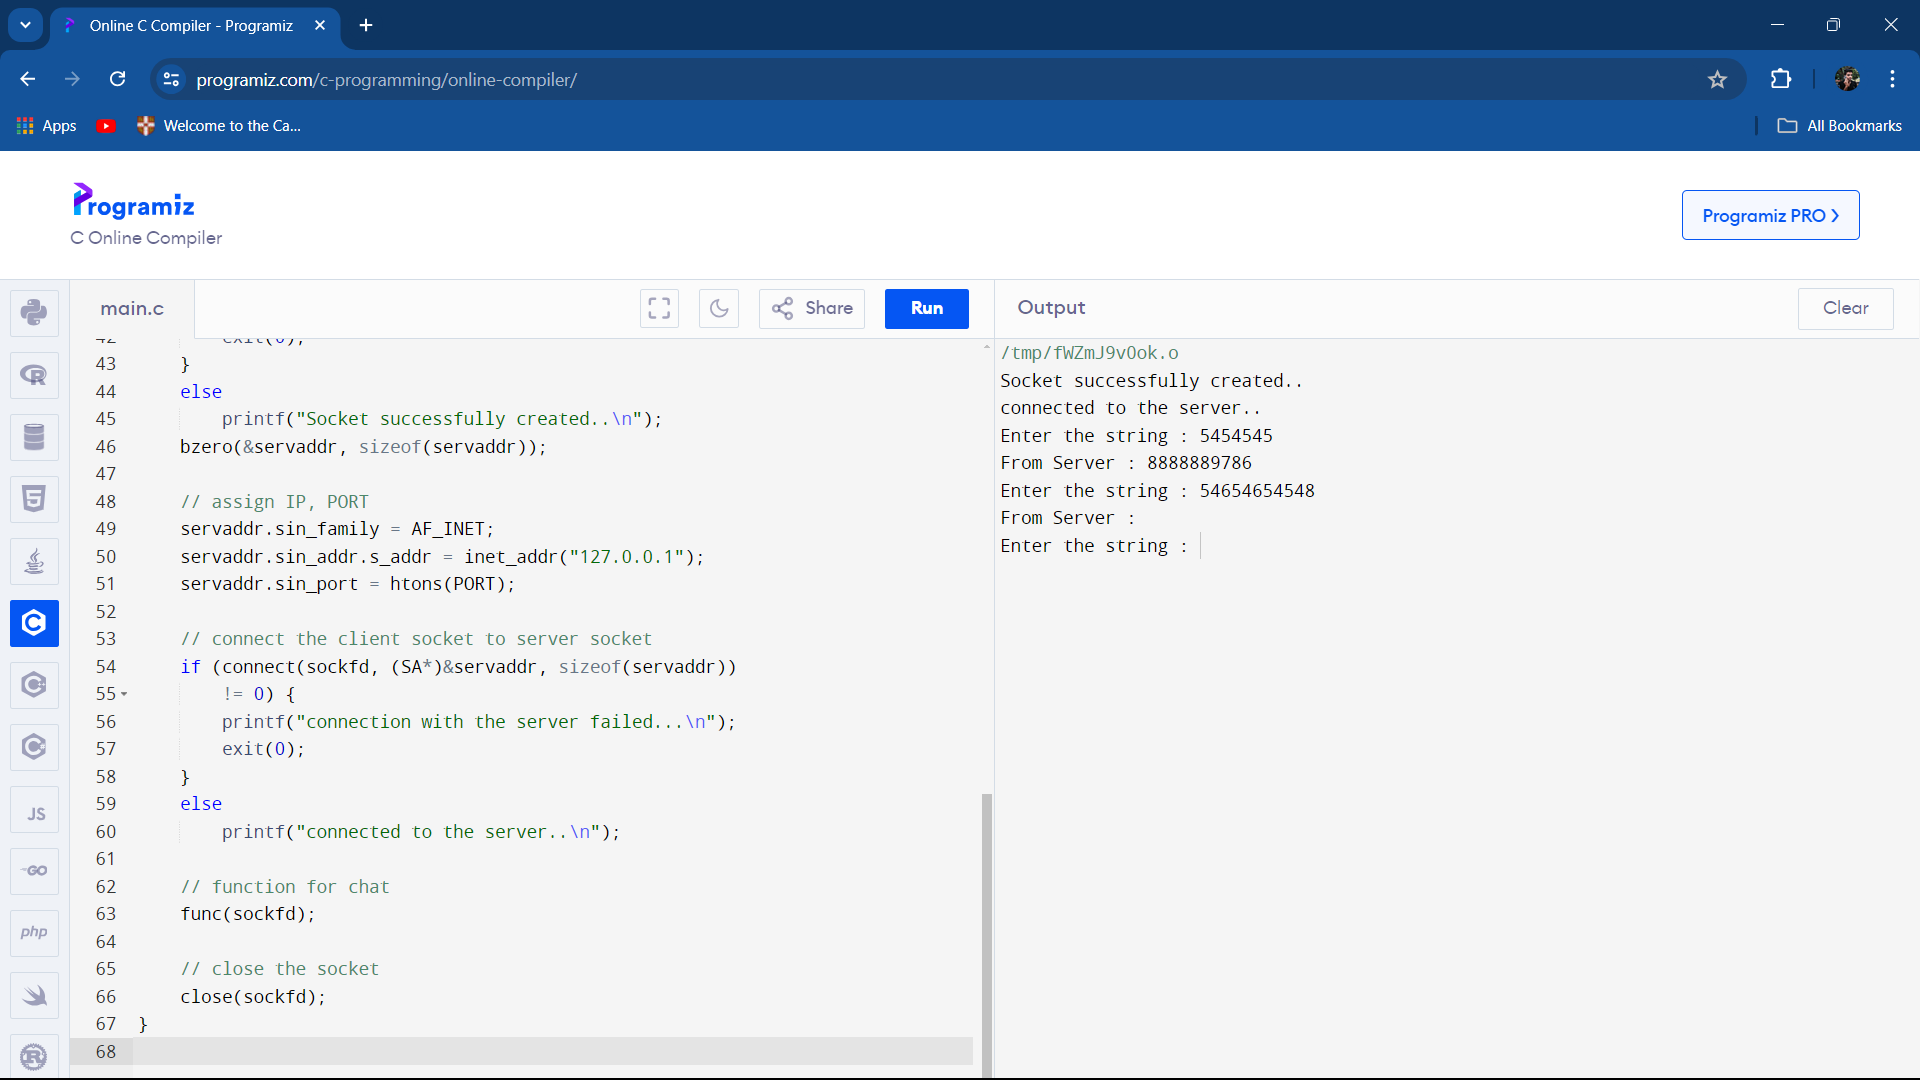 Online C Compiler - Programiz
programiz.com/c-programming/online-compiler/
Apps
Welcome to the Ca...
All Bookmarks
Programiz
C Online Compiler
Programiz PRO
main.c
Share
Run
Output
Clear
42 exit(0);
43 }
44 else
45 printf("Socket successfully created..\n");
46 bzero(&servaddr, sizeof(servaddr));
47
48 // assign IP, PORT
49 servaddr.sin_family = AF_INET;
50 servaddr.sin_addr.s_addr = inet_addr("127.0.0.1");
51 servaddr.sin_port = htons(PORT);
52
53 // connect the client socket to server socket
54 if (connect(sockfd, (SA*)&servaddr, sizeof(servaddr))
55 != 0) {
56 printf("connection with the server failed...\n");
57 exit(0);
58 }
59 else
60 printf("connected to the server..\n");
61
62 // function for chat
63 func(sockfd);
64
65 // close the socket
66 close(sockfd);
67 }
68
/tmp/fWZmJ9vOok.o
Socket successfully created..
connected to the server..
Enter the string : 5454545
From Server : 8888889786
Enter the string : 54654654548
From Server :
Enter the string :
R
5
C
C
C
JS
GO
php
R